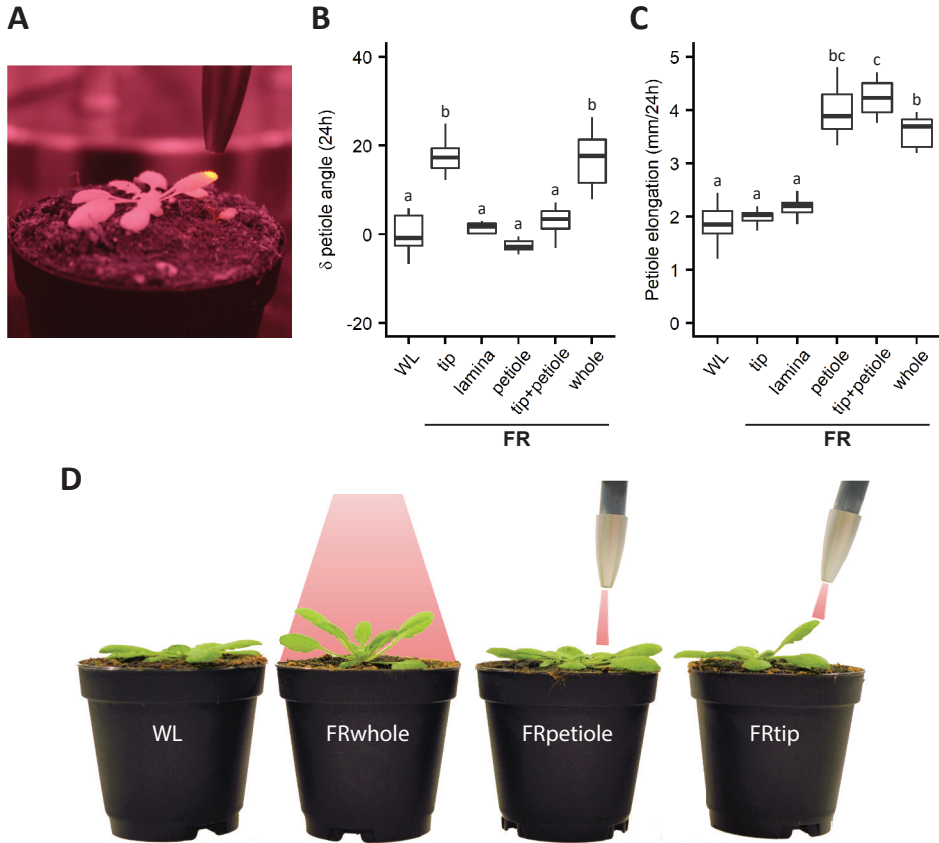 A
B
δ petiole angle (24h)
40
20
0
-20
a
b
a
a
a
b
WL
tip
lamina
petiole
tip+petiole
whole
FR
C
Petiole elongation (mm/24h)
5
4
3
2
1
0
a
a
a
bc
c
b
WL
tip
lamina
petiole
tip+petiole
whole
FR
D
WL
FRwhole
FRpetiole
FRtip